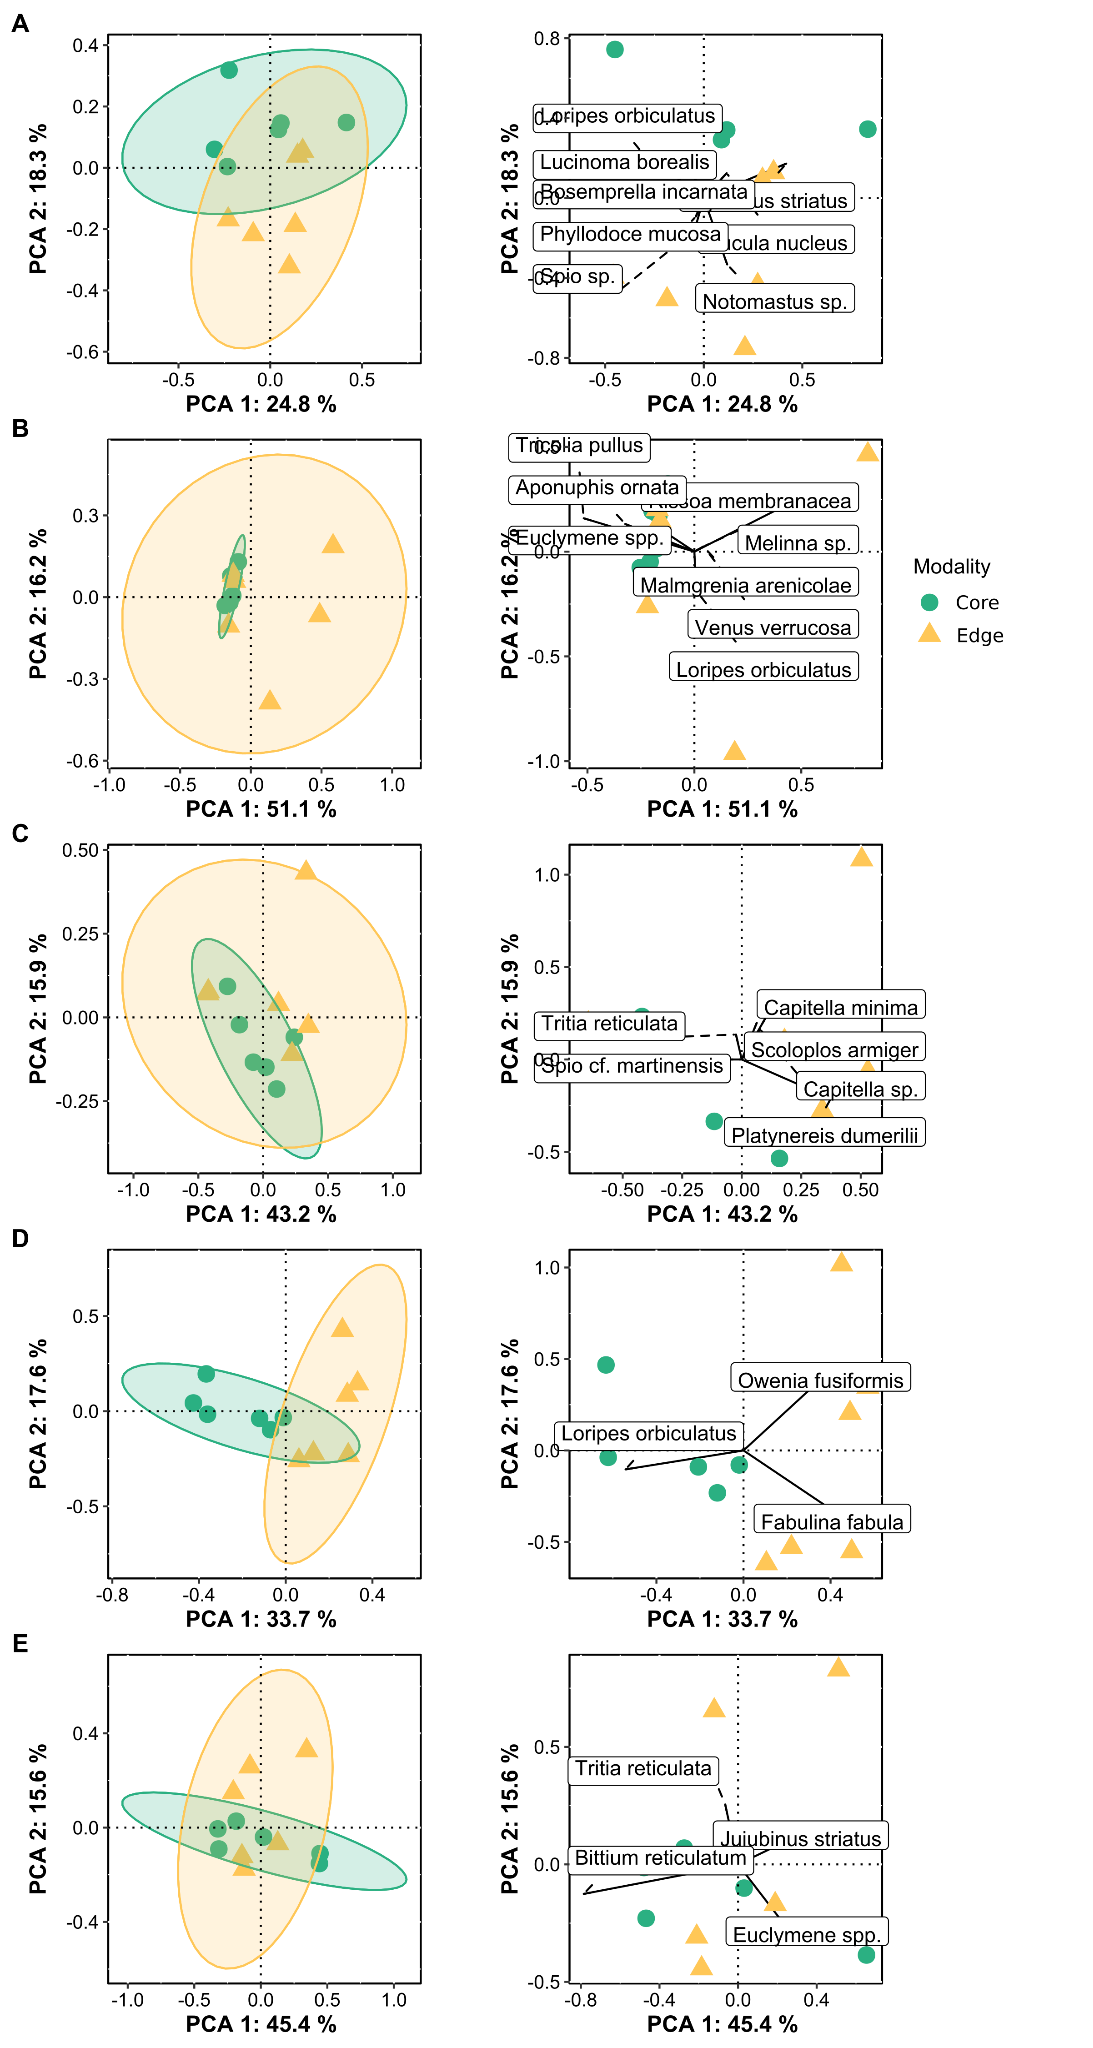 A
PCA 2: 18.3 %
0.4
0.2
0.0
-0.2
-0.4
-0.6
-0.5
0.0
0.5
PCA 1: 24.8 %
PCA 2: 18.3 %
0.8
0.4
0.0
-0.4
-0.8
Loripes orbiculatus
Lucinoma borealis
Bosemprella incarnata
us striatus
Phyllodoce mucosa
cula nucleus
Spio sp.
Notomastus sp.
-0.5
0.0
0.5
PCA 1: 24.8 %
B
PCA 2: 16.2 %
0.3
0.0
-0.3
-0.6
-1.0
-0.5
0.0
0.5
1.0
PCA 1: 51.1 %
PCA 2: 16.2 %
0.5
0.0
-0.5
-1.0
Tricolia pullus
Aponuphis ornata
Rissoa membranacea
Euclymene spp.
Melinna sp.
Malmgrenia arenicolae
Venus verrucosa
Loripes orbiculatus
-0.5
0.0
0.5
PCA 1: 51.1 %
Modality
Core
Edge
C
PCA 2: 15.9 %
0.50
0.25
0.00
-0.25
-1.0
-0.5
0.0
0.5
1.0
PCA 1: 43.2 %
PCA 2: 15.9 %
1.0
0.5
0.0
-0.5
Capitella minima
Tritia reticulata
Scoloplos armiger
Spio cf. martinensis
Capitella sp.
Platynereis dumerilii
-0.50
-0.25
0.00
0.25
0.50
PCA 1: 43.2 %
D
PCA 2: 17.6 %
0.5
0.0
-0.5
-0.8
-0.4
0.0
0.4
PCA 1: 33.7 %
PCA 2: 17.6 %
1.0
0.5
0.0
-0.5
Owenia fusiformis
Loripes orbiculatus
Fabulina fabula
-0.4
0.0
0.4
PCA 1: 33.7 %
E
PCA 2: 15.6 %
0.4
0.0
-0.4
-1.0
-0.5
0.0
0.5
1.0
PCA 1: 45.4 %
PCA 2: 15.6 %
0.5
0.0
-0.5
Tritia reticulata
Jujubinus striatus
Bittium reticulatum
Euclymene spp.
-0.8
-0.4
0.0
0.4
PCA 1: 45.4 %